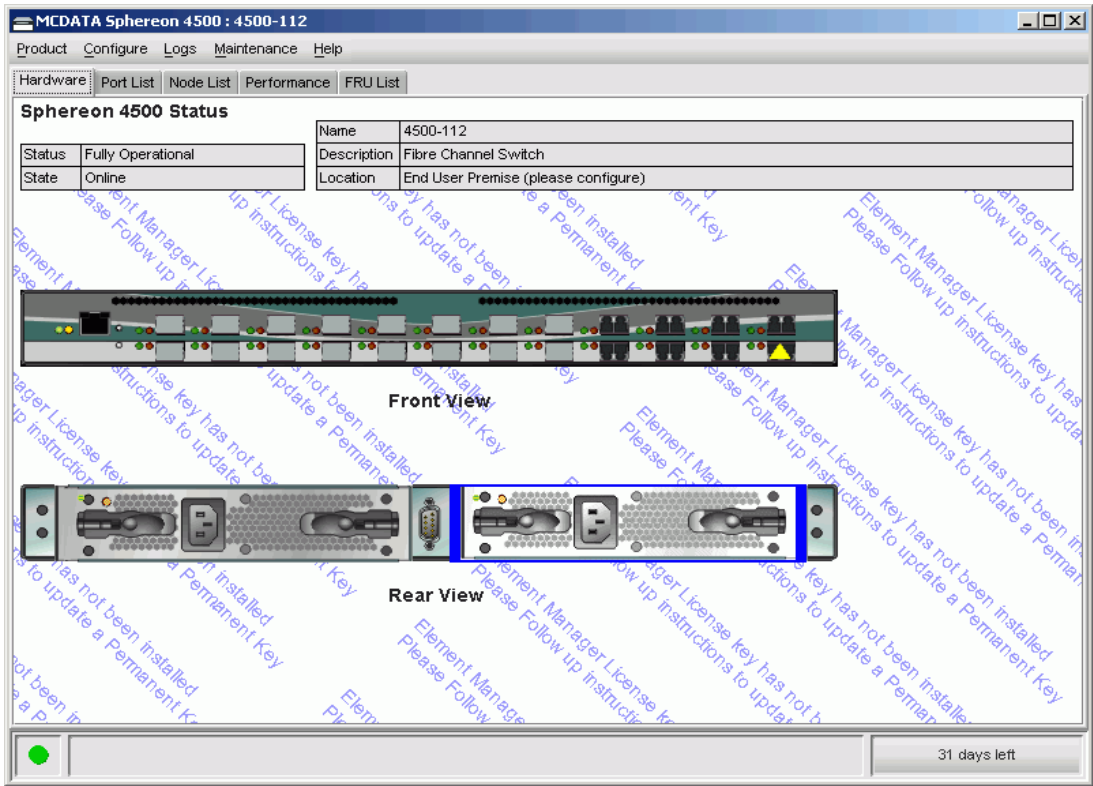 MCDATA Sphereon 4500 : 4500-112
Product Configure Logs Maintenance Help
Hardware Port List Node List Performance FRU List
Sphereon 4500 Status
Name 4500-112
Status Fully Operational Description Fibre Channel Switch
State Online Location End User Premise (please configure)
Element Manager License key has not been installed
Please Follow up instructions to update a Permanent Key
Front View
Rear View
31 days left